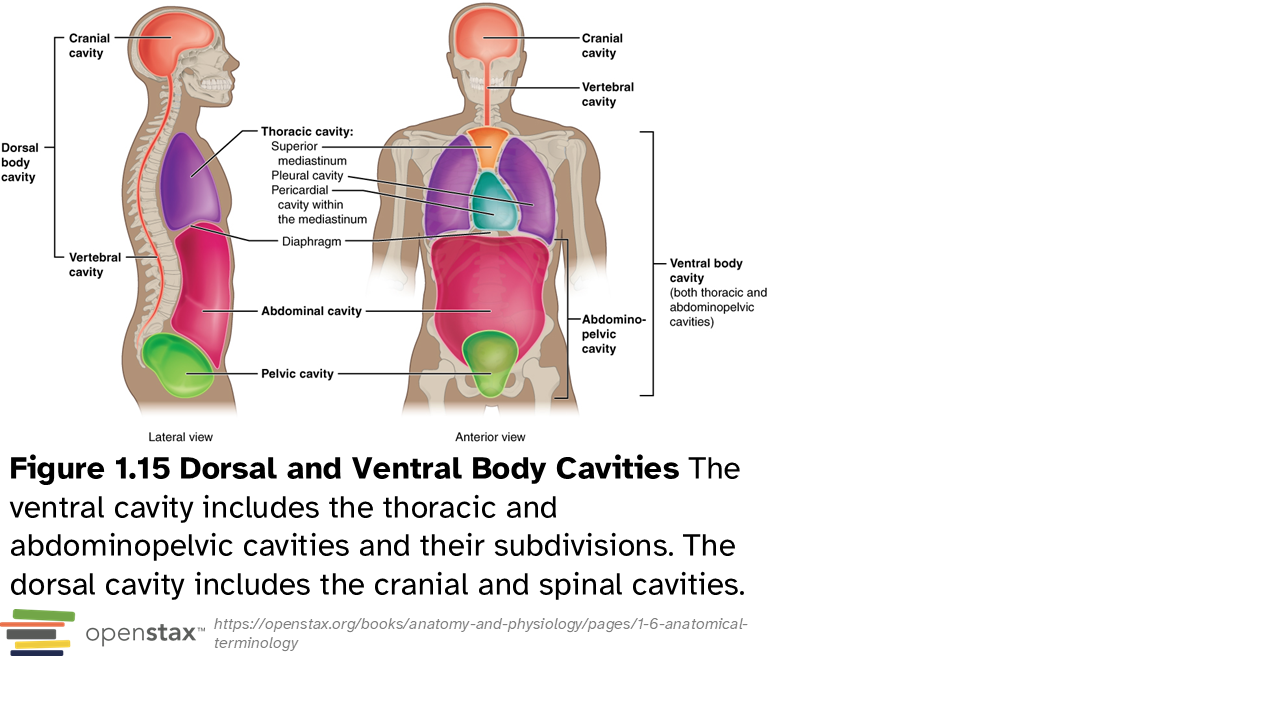 Cranial
cavity
Dorsal
body
cavity
Vertebral
cavity
Thoracic cavity:
Superior
mediastinum
Pleural cavity
Pericardial
cavity within
the mediastinum
Diaphragm
Abdominal cavity
Pelvic cavity
Cranial
cavity
Vertebral
cavity
Abdomino-
pelvic
cavity
Ventral body
cavity
(both thoracic and
abdominopelvic
cavities)
Lateral view
Anterior view
Figure 1.15 Dorsal and Ventral Body Cavities The
ventral cavity includes the thoracic and
abdominopelvic cavities and their subdivisions. The
dorsal cavity includes the cranial and spinal cavities.
openstax™
https://openstax.org/books/anatomy-and-physiology/pages/1-6-anatomical-
terminology